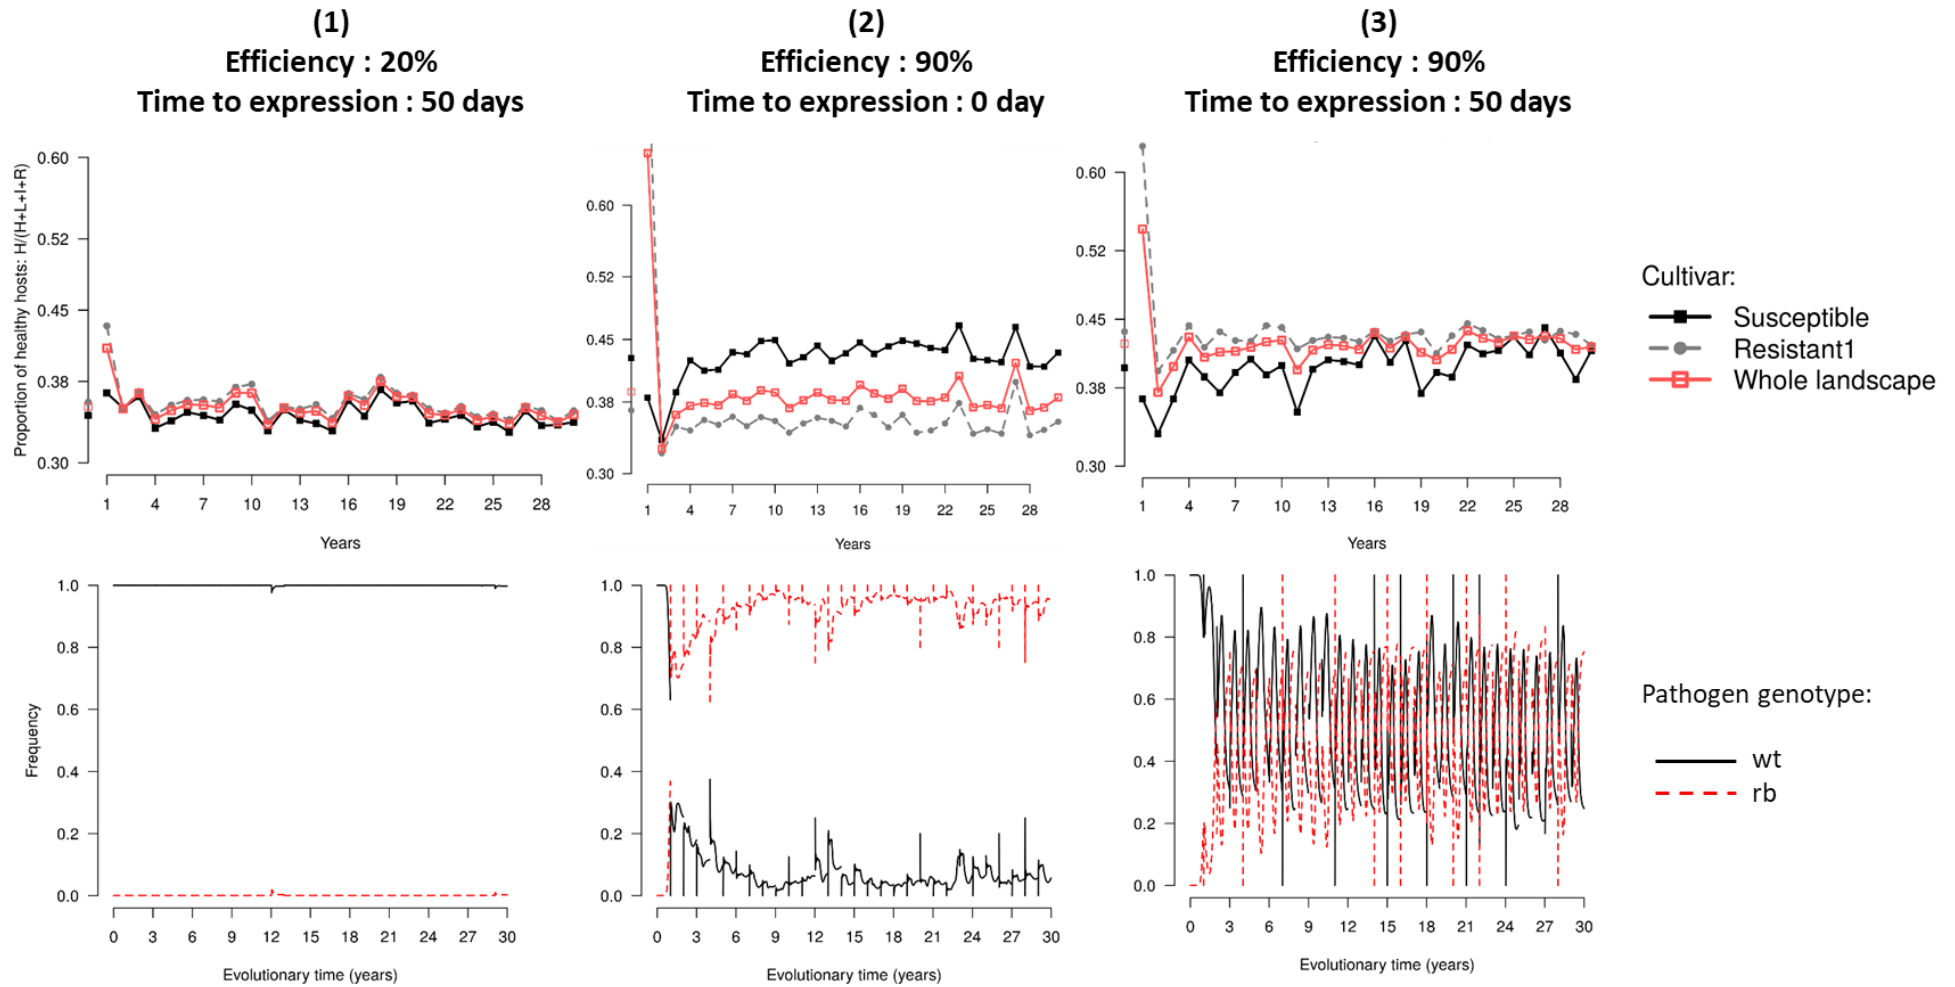 (1)
Efficiency : 20%
Time to expression : 50 days
(2)
Efficiency : 90%
Time to expression : 0 day
(3)
Efficiency : 90%
Time to expression : 50 days
Proportion of healthy hosts: H/(H+L+I+R)
0.60
0.52
0.45
0.38
0.30
1 4 7 10 13 16 19 22 25 28
Years
0.60
0.52
0.45
0.38
0.30
1 4 7 10 13 16 19 22 25 28
Years
0.60
0.52
0.45
0.38
0.30
1 4 7 10 13 16 19 22 25 28
Years
Cultivar:
Susceptible
Resistant1
Whole landscape
Frequency
1.0
0.8
0.6
0.4
0.2
0.0
0 3 6 9 12 15 18 21 24 27 30
Evolutionary time (years)
1.0
0.8
0.6
0.4
0.2
0.0
0 3 6 9 12 15 18 21 24 27 30
Evolutionary time (years)
1.0
0.8
0.6
0.4
0.2
0.0
0 3 6 9 12 15 18 21 24 27 30
Evolutionary time (years)
Pathogen genotype:
wt
rb